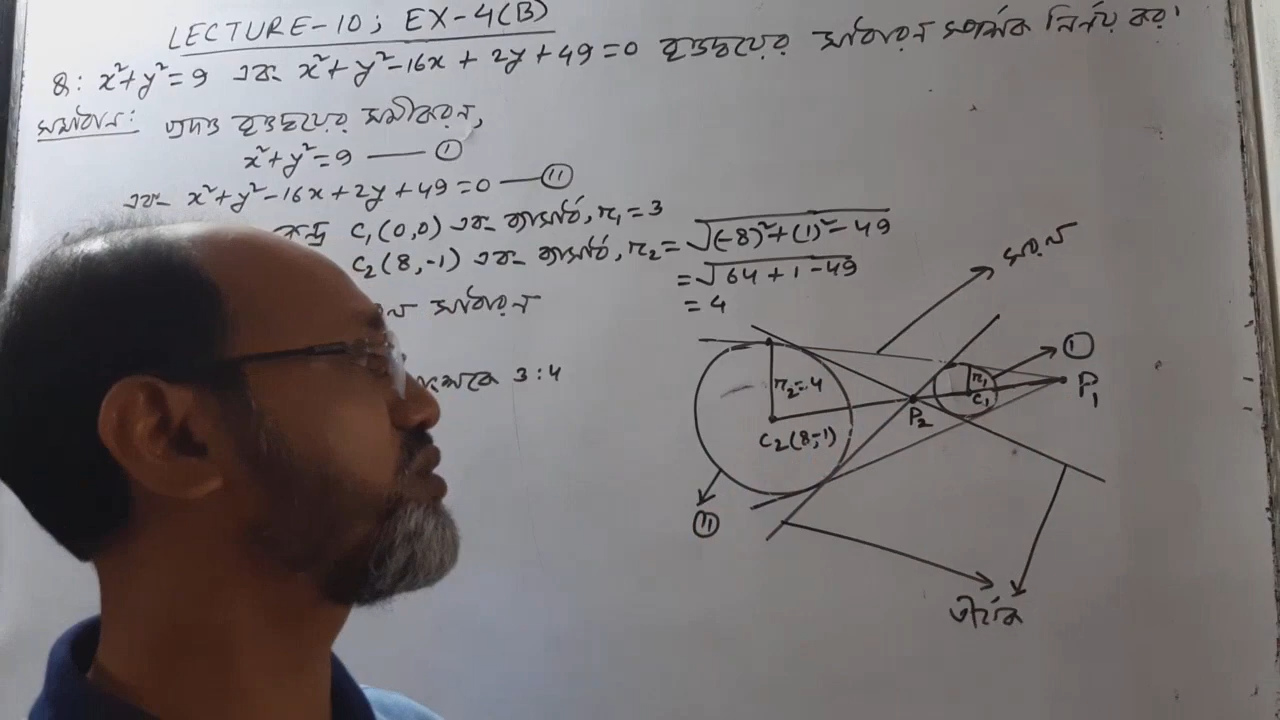 LECTURE-10; EX-4(B)
প্র: x²+y²=9 এবং x²+y²-16x+2y+49=0 বৃত্তদ্বয়ের সাধারন স্পর্শক নির্ণয় কর।
সমাধান: প্রদত্ত বৃত্তদ্বয়ের সমীকরন,
x²+y²=9 —— (i)
এবং x²+y²-16x+2y+49=0 —— (ii)
কেন্দ্র C₁(0,0) এবং ব্যাসার্ধ, r₁=3
C₂(8,-1) এবং ব্যাসার্ধ, r₂=√(-8)²+(1)²-49
=√64+1-49
=4
সাধারন
3:4
সরল
(i)
r₂=4
r₁
C₁
P₁
P₂
C₂(8,-1)
(ii)
তীর্যক